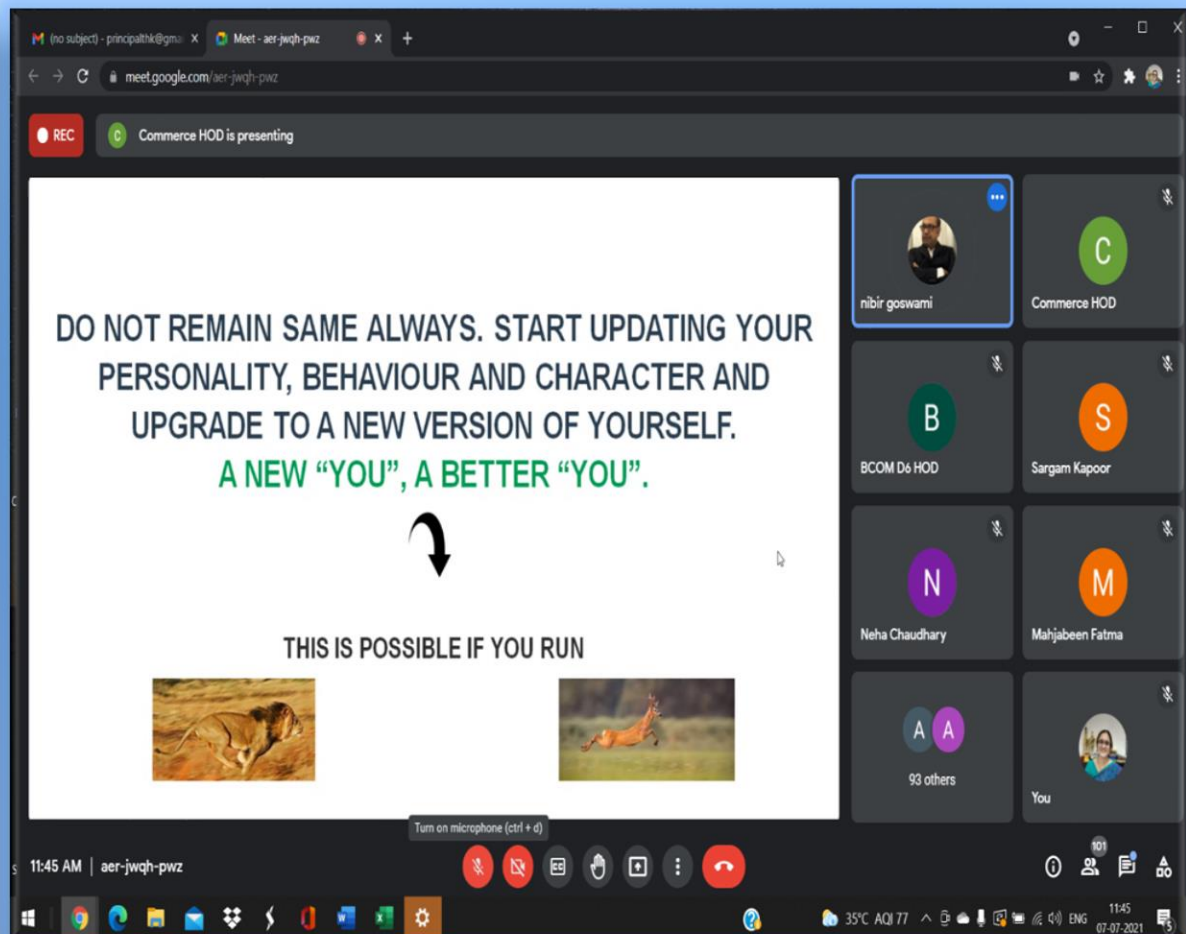 (no subject) - principalthk@gma
Meet - aer-jwqh-pwz
meet.google.com/aer-jwqh-pwz
REC
C
Commerce HOD is presenting
DO NOT REMAIN SAME ALWAYS. START UPDATING YOUR
PERSONALITY, BEHAVIOUR AND CHARACTER AND
UPGRADE TO A NEW VERSION OF YOURSELF.
A NEW “YOU”, A BETTER “YOU”.
THIS IS POSSIBLE IF YOU RUN
nibir goswami
C
Commerce HOD
B
BCOM D6 HOD
S
Sargam Kapoor
N
Neha Chaudhary
M
Mahjabeen Fatma
A A
93 others
You
Turn on microphone (ctrl + d)
11:45 AM | aer-jwqh-pwz
CC
101
35°C AQI 77
ENG
11:45
07-07-2021
5